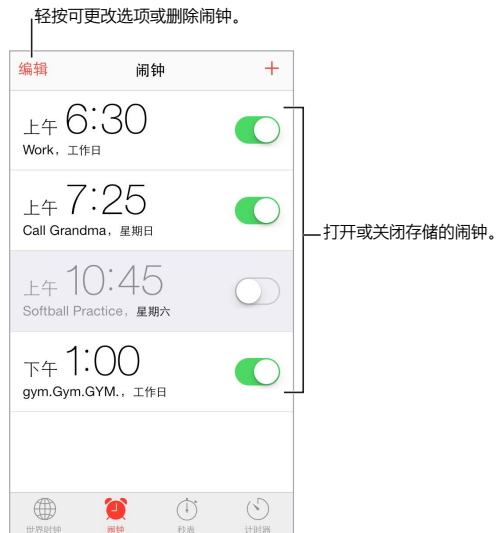 轻按可更改选项或删除闹钟。
编辑 闹钟 +
上午 6:30
Work，工作日
上午 7:25
Call Grandma，星期日
打开或关闭存储的闹钟。
上午 10:45
Softball Practice，星期六
下午 1:00
gym.Gym.GYM.，工作日
世界时钟 闹钟 秒表 计时器